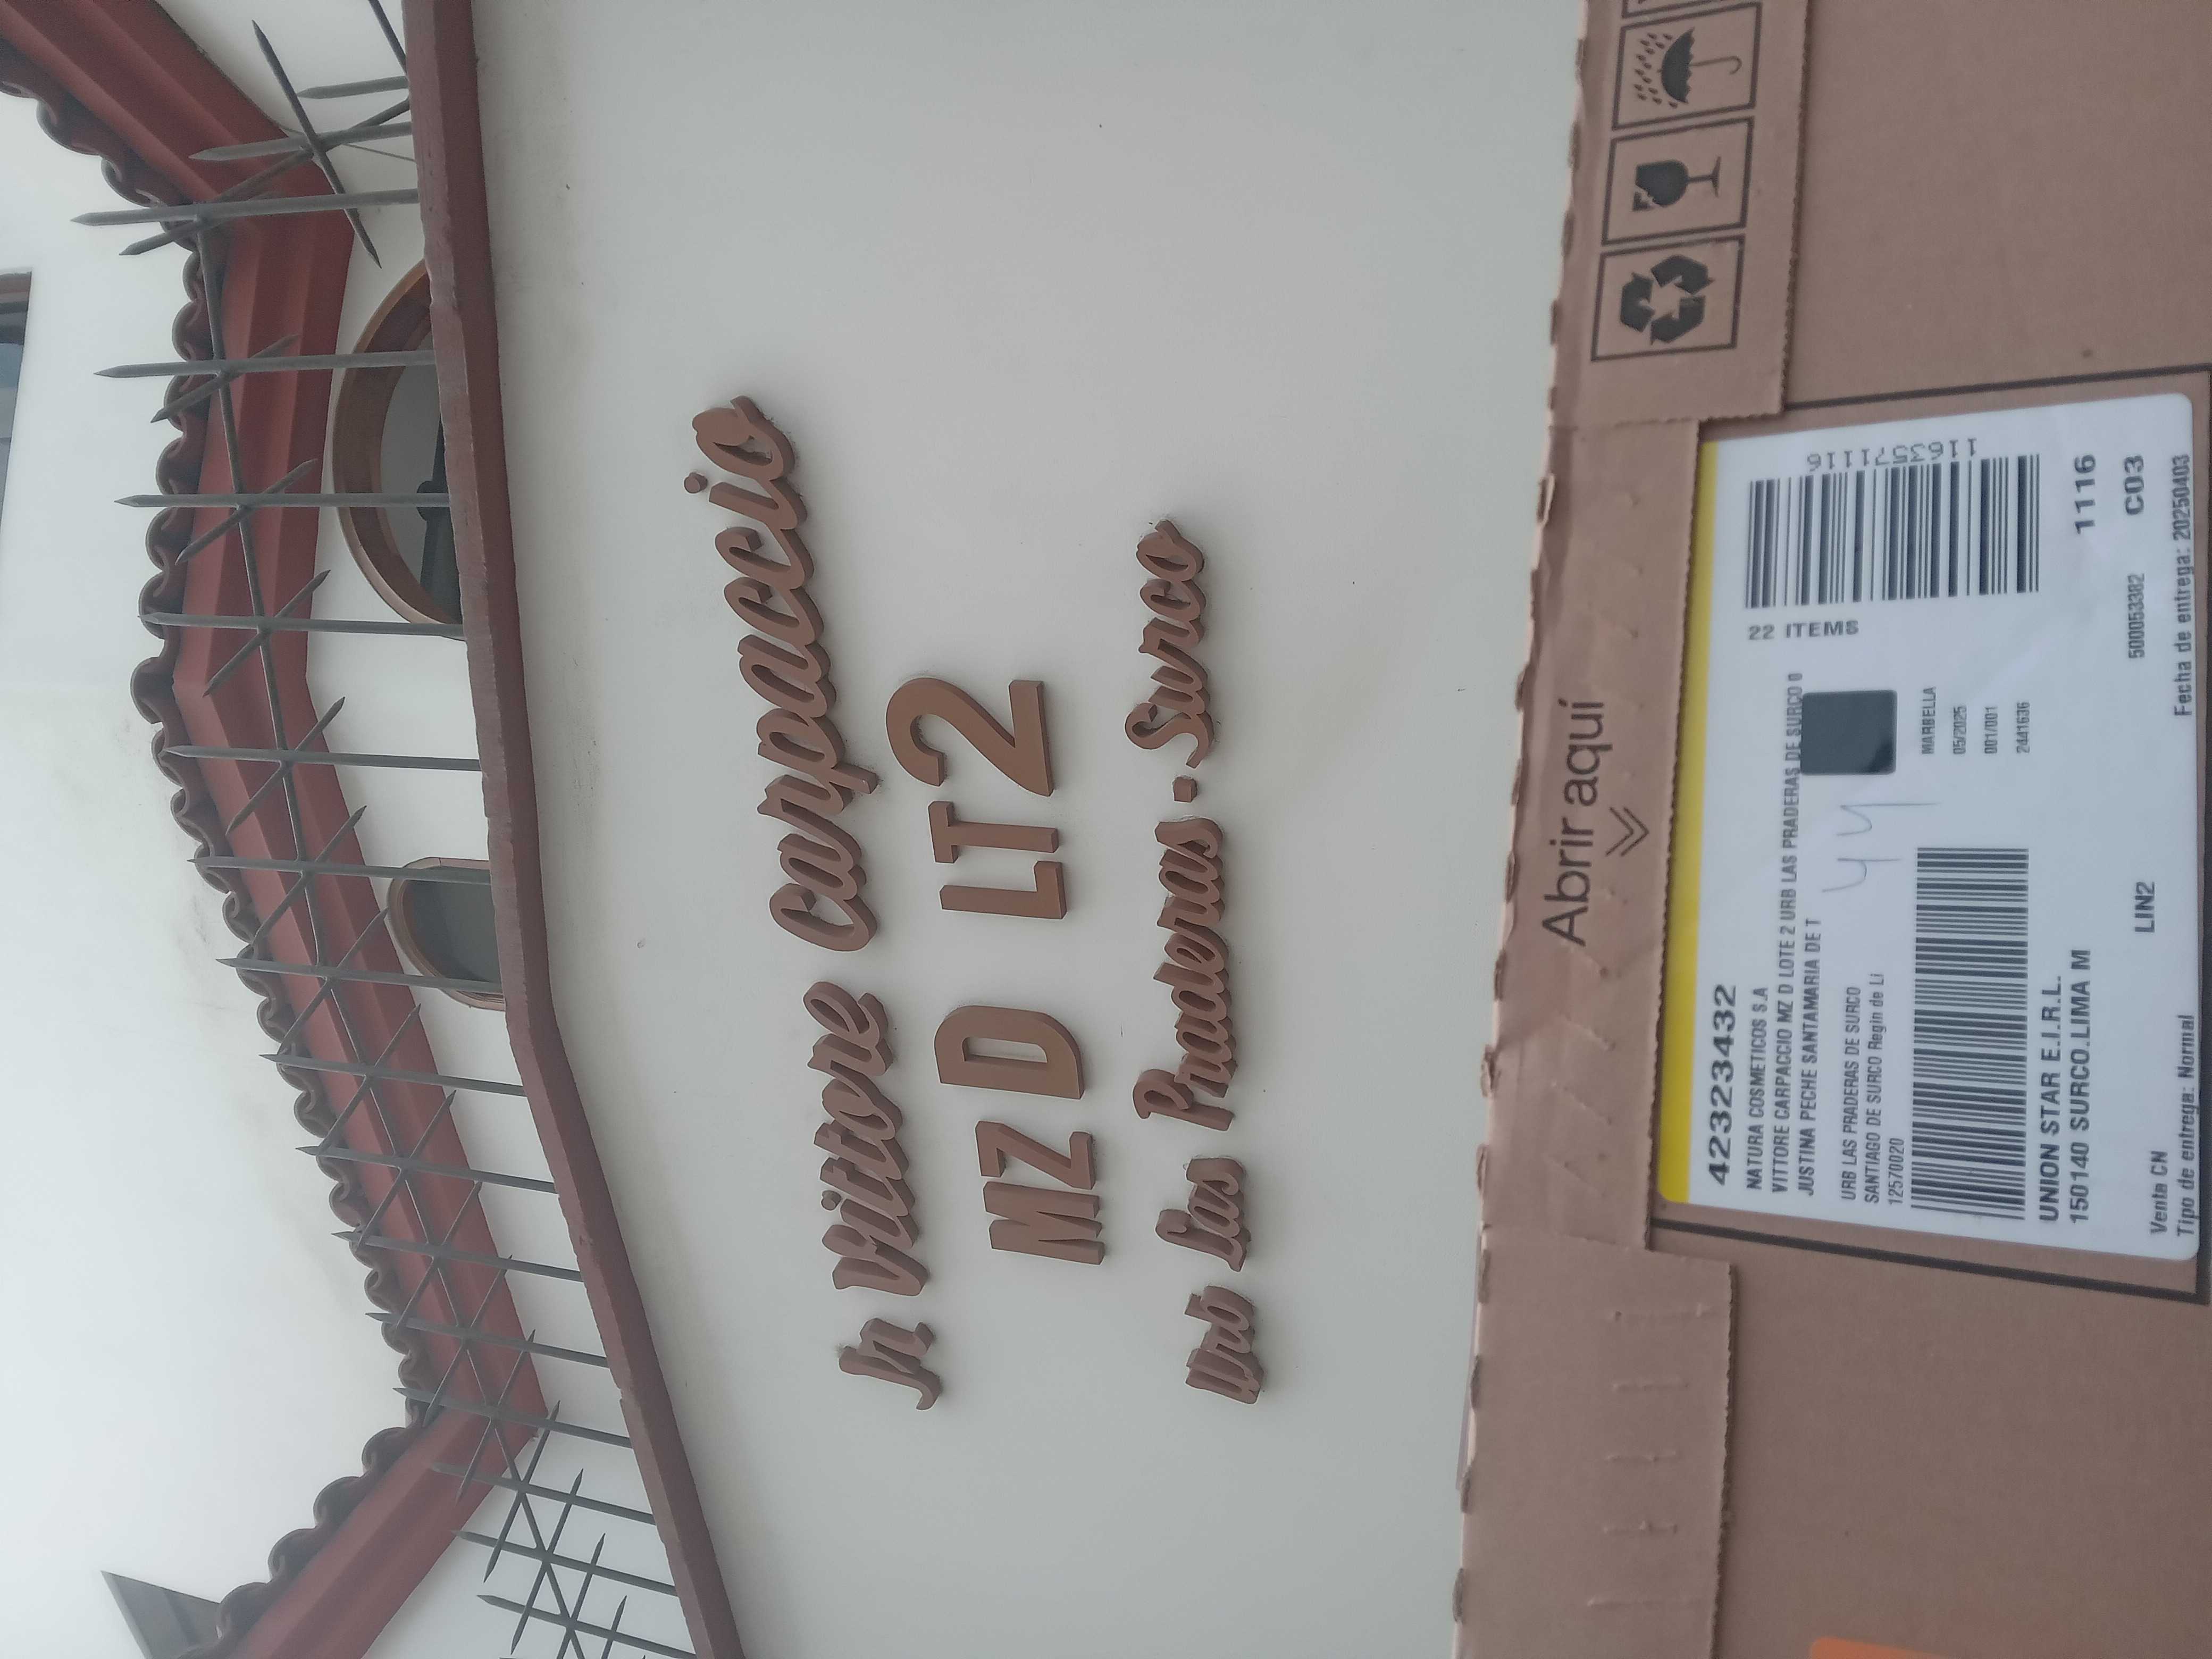 Jr. Vittore Carpaccio
MZ D LT 2
Urb Las Praderas. Surco
Abrir aquí
42323432
NATURA COSMETICOS S.A
VITTORE CARPACCIO MZ D LOTE 2 URB LAS PRADERAS DE SURCO 0
JUSTINA PECHE SANTAMARIA DE T
URB LAS PRADERAS DE SURCO
SANTIAGO DE SURCO Regin de Li
12570020
44
22 ITEMS
1163571116
MARBELLA
05/2025
001/001
2441636
UNION STAR E.I.R.L.
150140 SURCO.LIMA M
1116
LIN2
500053382
C03
Venta CN
Tipo de entrega: Normal
Fecha de entrega: 20250403